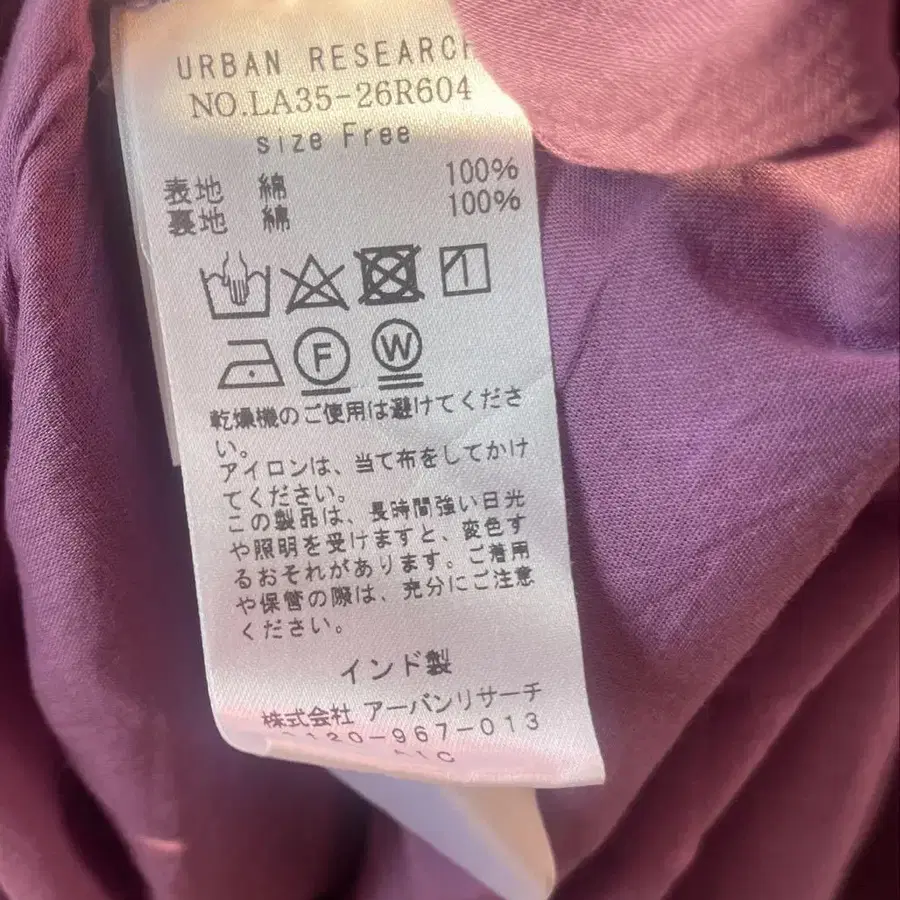 URBAN RESEARCH
NO.LA35-26R604
size Free
表地 綿 100%
裏地 綿 100%
F W
乾燥機のご使用は避けてくださ
い。
アイロンは、当て布をしてかけ
てください。
この製品は、長時間強い日光
や照明を受けますと、変色す
るおそれがあります。ご着用
や保管の際は、充分にご注意
ください。
インド製
株式会社 アーバンリサーチ
0120-967-013